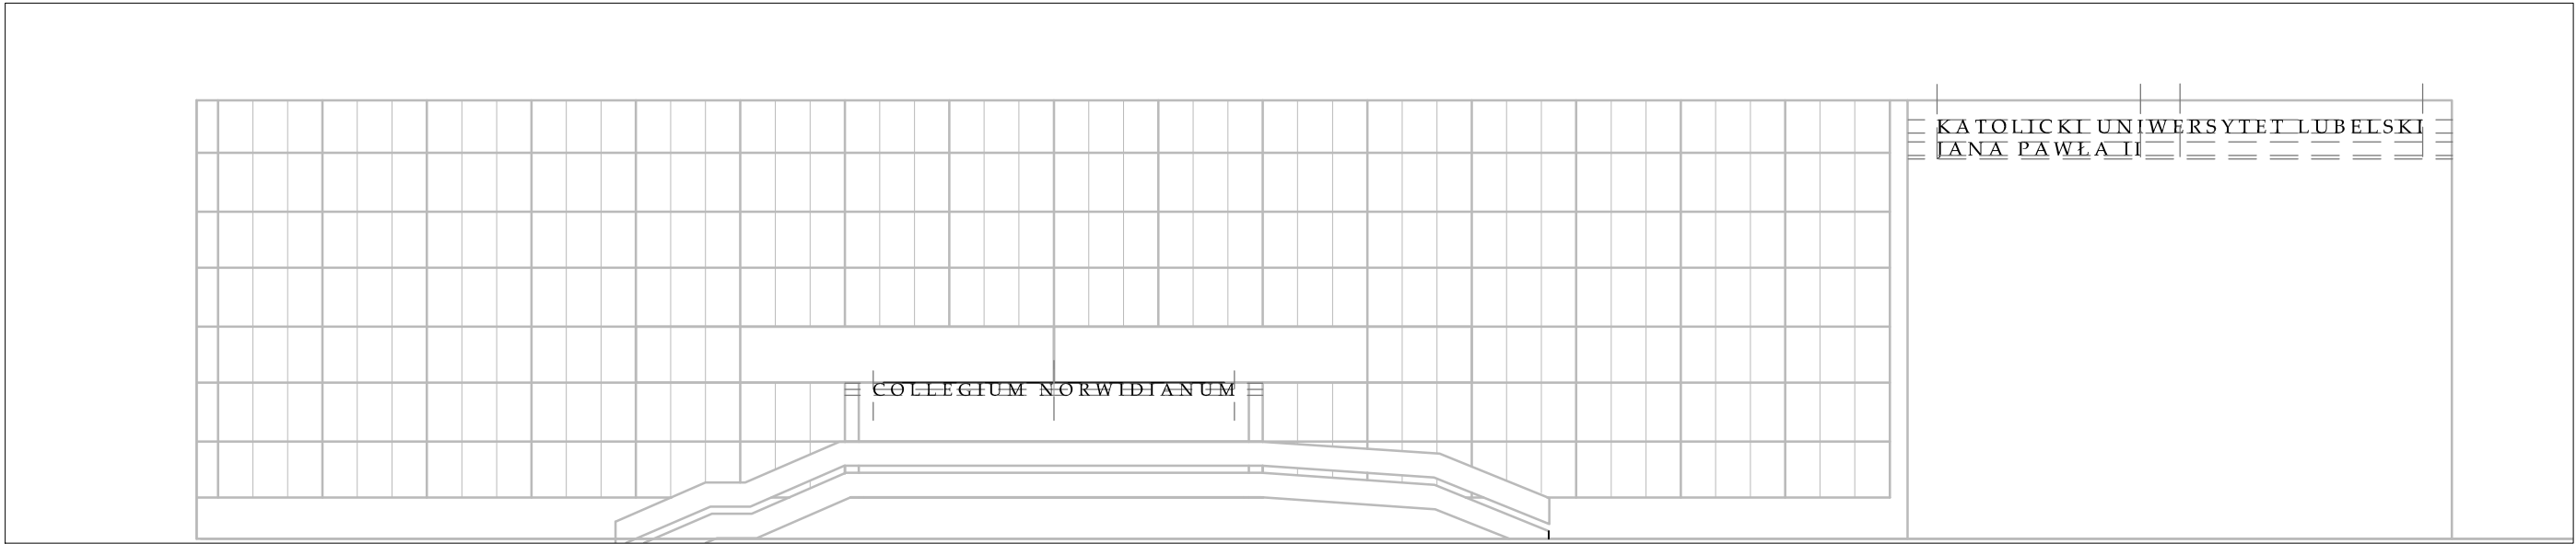 KATOLICKI UNIWERSYTET LUBELSKI
JANA PAWŁA II
COLLEGIUM NORWIDIANUM